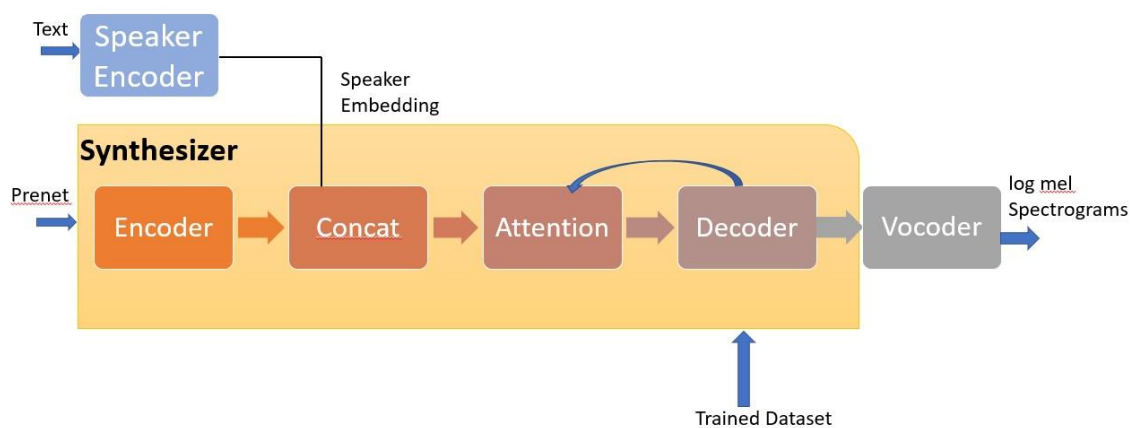 Text
Speaker
Encoder
Speaker
Embedding
Synthesizer
Prenet
Encoder
Concat
Attention
Decoder
Vocoder
log mel
Spectrograms
Trained Dataset